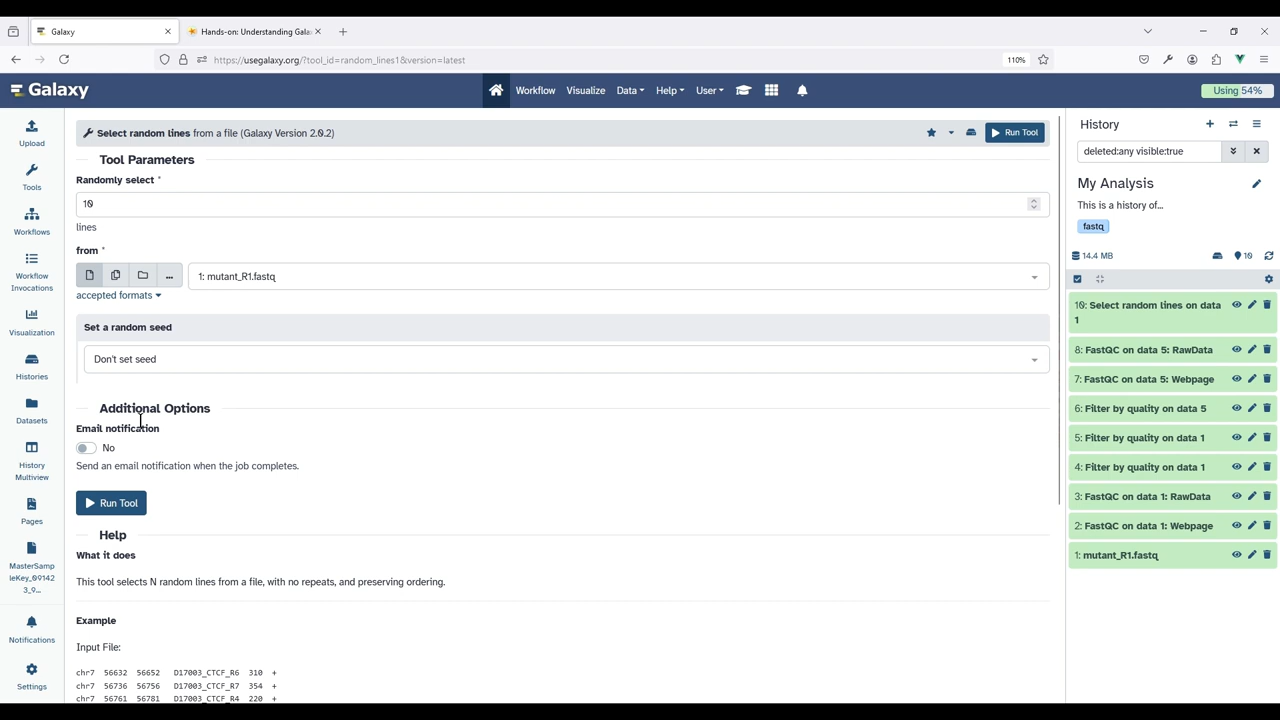 Galaxy
Hands-on: Understanding Gala
https://usegalaxy.org/?tool_id=random_lines1&version=latest
110%
Galaxy
Workflow
Visualize
Data
Help
User
Using 54%
Upload
Tools
Workflows
Workflow
Invocations
Visualization
Histories
Datasets
History
Multiview
Pages
MasterSamp
leKey_09142
3_9...
Notifications
Settings
Select random lines from a file (Galaxy Version 2.0.2)
Run Tool
Tool Parameters
Randomly select *
10
lines
from *
...
1: mutant_R1.fastq
accepted formats
Set a random seed
Don't set seed
Additional Options
Email notification
No
Send an email notification when the job completes.
Run Tool
Help
What it does
This tool selects N random lines from a file, with no repeats, and preserving ordering.
Example
Input File:
chr7 56632 56652 D17003_CTCF_R6 310 +
chr7 56736 56756 D17003_CTCF_R7 354 +
chr7 56761 56781 D17003_CTCF_R4 220 +
History
deleted:any visible:true
My Analysis
This is a history of...
fastq
14.4 MB
10
10: Select random lines on data
1
8: FastQC on data 5: RawData
7: FastQC on data 5: Webpage
6: Filter by quality on data 5
5: Filter by quality on data 1
4: Filter by quality on data 1
3: FastQC on data 1: RawData
2: FastQC on data 1: Webpage
1: mutant_R1.fastq